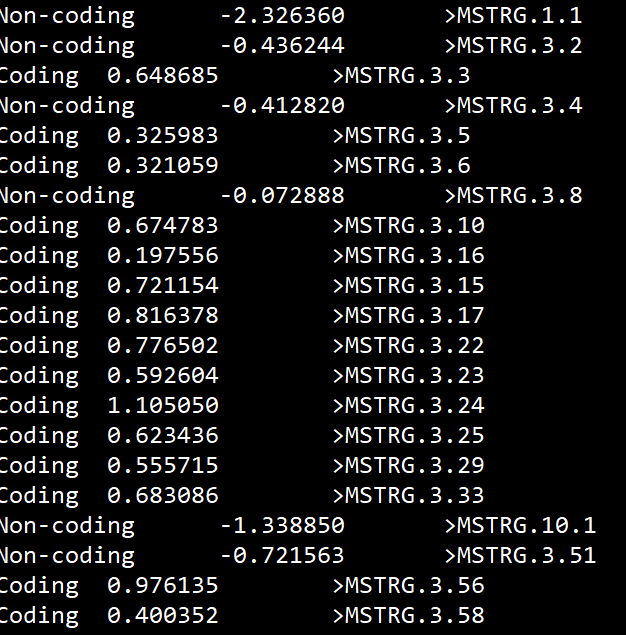 Non-coding -2.326360 >MSTRG.1.1
Non-coding -0.436244 >MSTRG.3.2
Coding 0.648685 >MSTRG.3.3
Non-coding -0.412820 >MSTRG.3.4
Coding 0.325983 >MSTRG.3.5
Coding 0.321059 >MSTRG.3.6
Non-coding -0.072888 >MSTRG.3.8
Coding 0.674783 >MSTRG.3.10
Coding 0.197556 >MSTRG.3.16
Coding 0.721154 >MSTRG.3.15
Coding 0.816378 >MSTRG.3.17
Coding 0.776502 >MSTRG.3.22
Coding 0.592604 >MSTRG.3.23
Coding 1.105050 >MSTRG.3.24
Coding 0.623436 >MSTRG.3.25
Coding 0.555715 >MSTRG.3.29
Coding 0.683086 >MSTRG.3.33
Non-coding -1.338850 >MSTRG.10.1
Non-coding -0.721563 >MSTRG.3.51
Coding 0.976135 >MSTRG.3.56
Coding 0.400352 >MSTRG.3.58